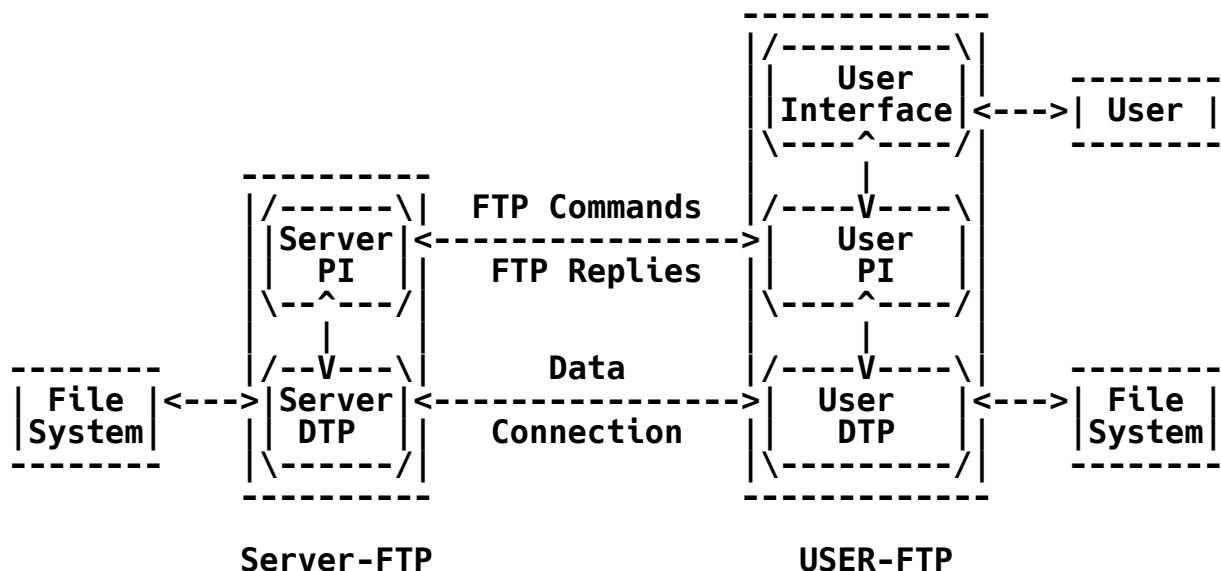 -------------
                                      |/---------\|
                                      ||   User  ||    --------
                                      ||Interface|<--->| User |
                                      |\----^----/|    --------
            ----------                |     |     |
            |/------\|  FTP Commands  |/----V----\|
            ||Server|<---------------->|   User  ||
            ||  PI  ||   FTP Replies  ||    PI   ||
            |\--^---/|                |\----^----/|
            |   |    |                |     |     |
--------    |/--V---\|      Data      |/----V----\|    --------
| File |<--->|Server|<---------------->|  User   |<--->| File |
|System|    || DTP  ||   Connection   ||   DTP   ||    |System|
--------    |\------/|                |\---------/|    --------
            ----------                -------------

            Server-FTP                   USER-FTP